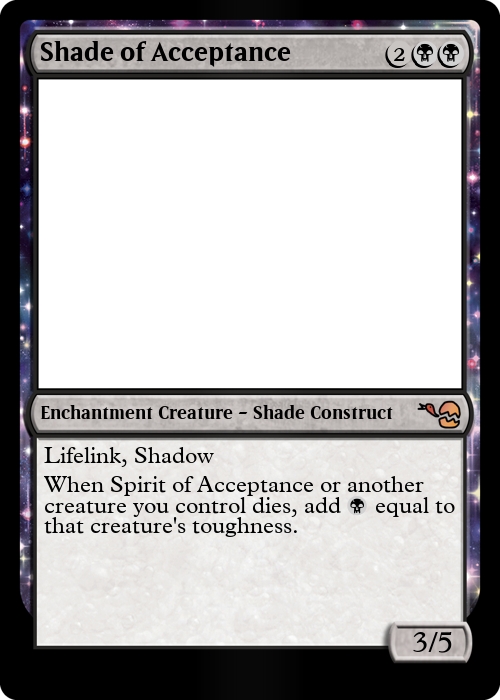 Shade of Acceptance 2
Enchantment Creature – Shade Construct
Lifelink, Shadow
When Spirit of Acceptance or another
creature you control dies, add equal to
that creature's toughness.
3/5